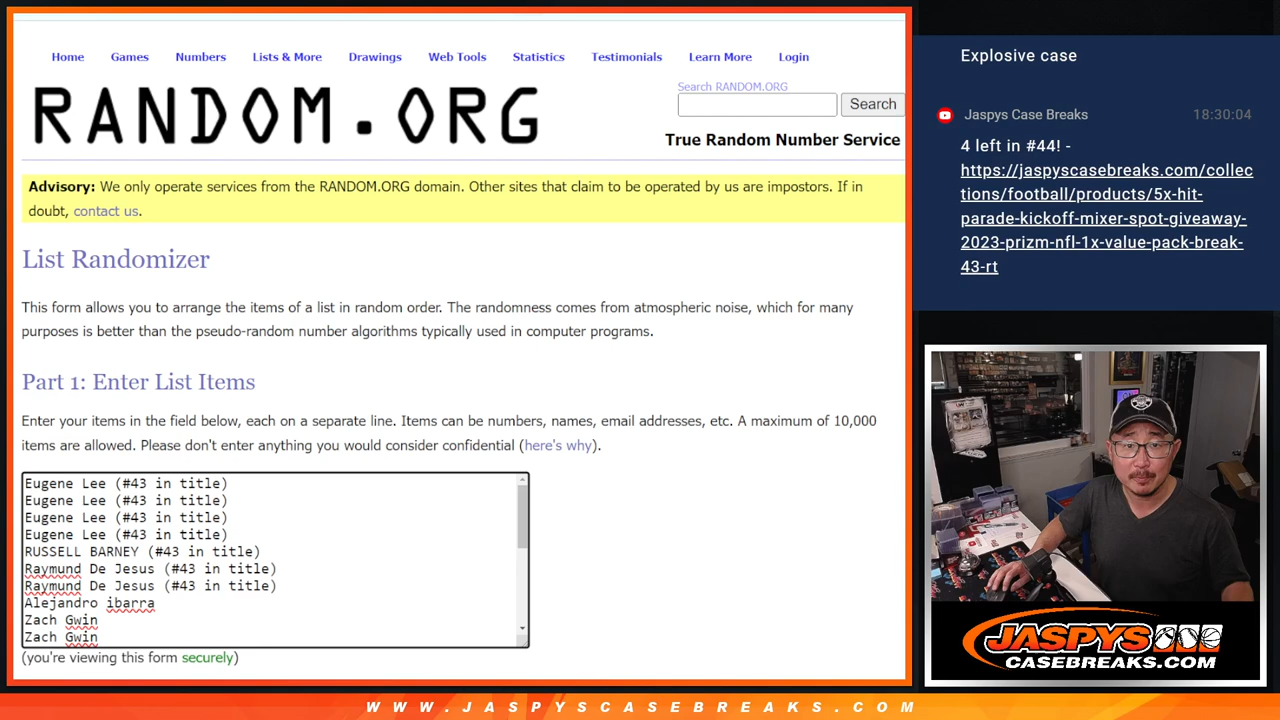 Home Games Numbers Lists & More Drawings Web Tools Statistics Testimonials Learn More Login
RANDOM.ORG
Search RANDOM.ORG
Search
True Random Number Service
Advisory: We only operate services from the RANDOM.ORG domain. Other sites that claim to be operated by us are impostors. If in
doubt, contact us.
List Randomizer
This form allows you to arrange the items of a list in random order. The randomness comes from atmospheric noise, which for many
purposes is better than the pseudo-random number algorithms typically used in computer programs.
Part 1: Enter List Items
Enter your items in the field below, each on a separate line. Items can be numbers, names, email addresses, etc. A maximum of 10,000
items are allowed. Please don't enter anything you would consider confidential (here's why).
Eugene Lee (#43 in title)
Eugene Lee (#43 in title)
Eugene Lee (#43 in title)
Eugene Lee (#43 in title)
RUSSELL BARNEY (#43 in title)
Raymund De Jesus (#43 in title)
Raymund De Jesus (#43 in title)
Alejandro ibarra
Zach Gwin
Zach Gwin
(you're viewing this form securely)
Explosive case
Jaspys Case Breaks 18:30:04
4 left in #44! -
https://jaspyscasebreaks.com/collec
tions/football/products/5x-hit-
parade-kickoff-mixer-spot-giveaway-
2023-prizm-nfl-1x-value-pack-break-
43-rt
JASPYS
CASEBREAKS.COM
WWW.JASPYSCASEBREAKS.COM